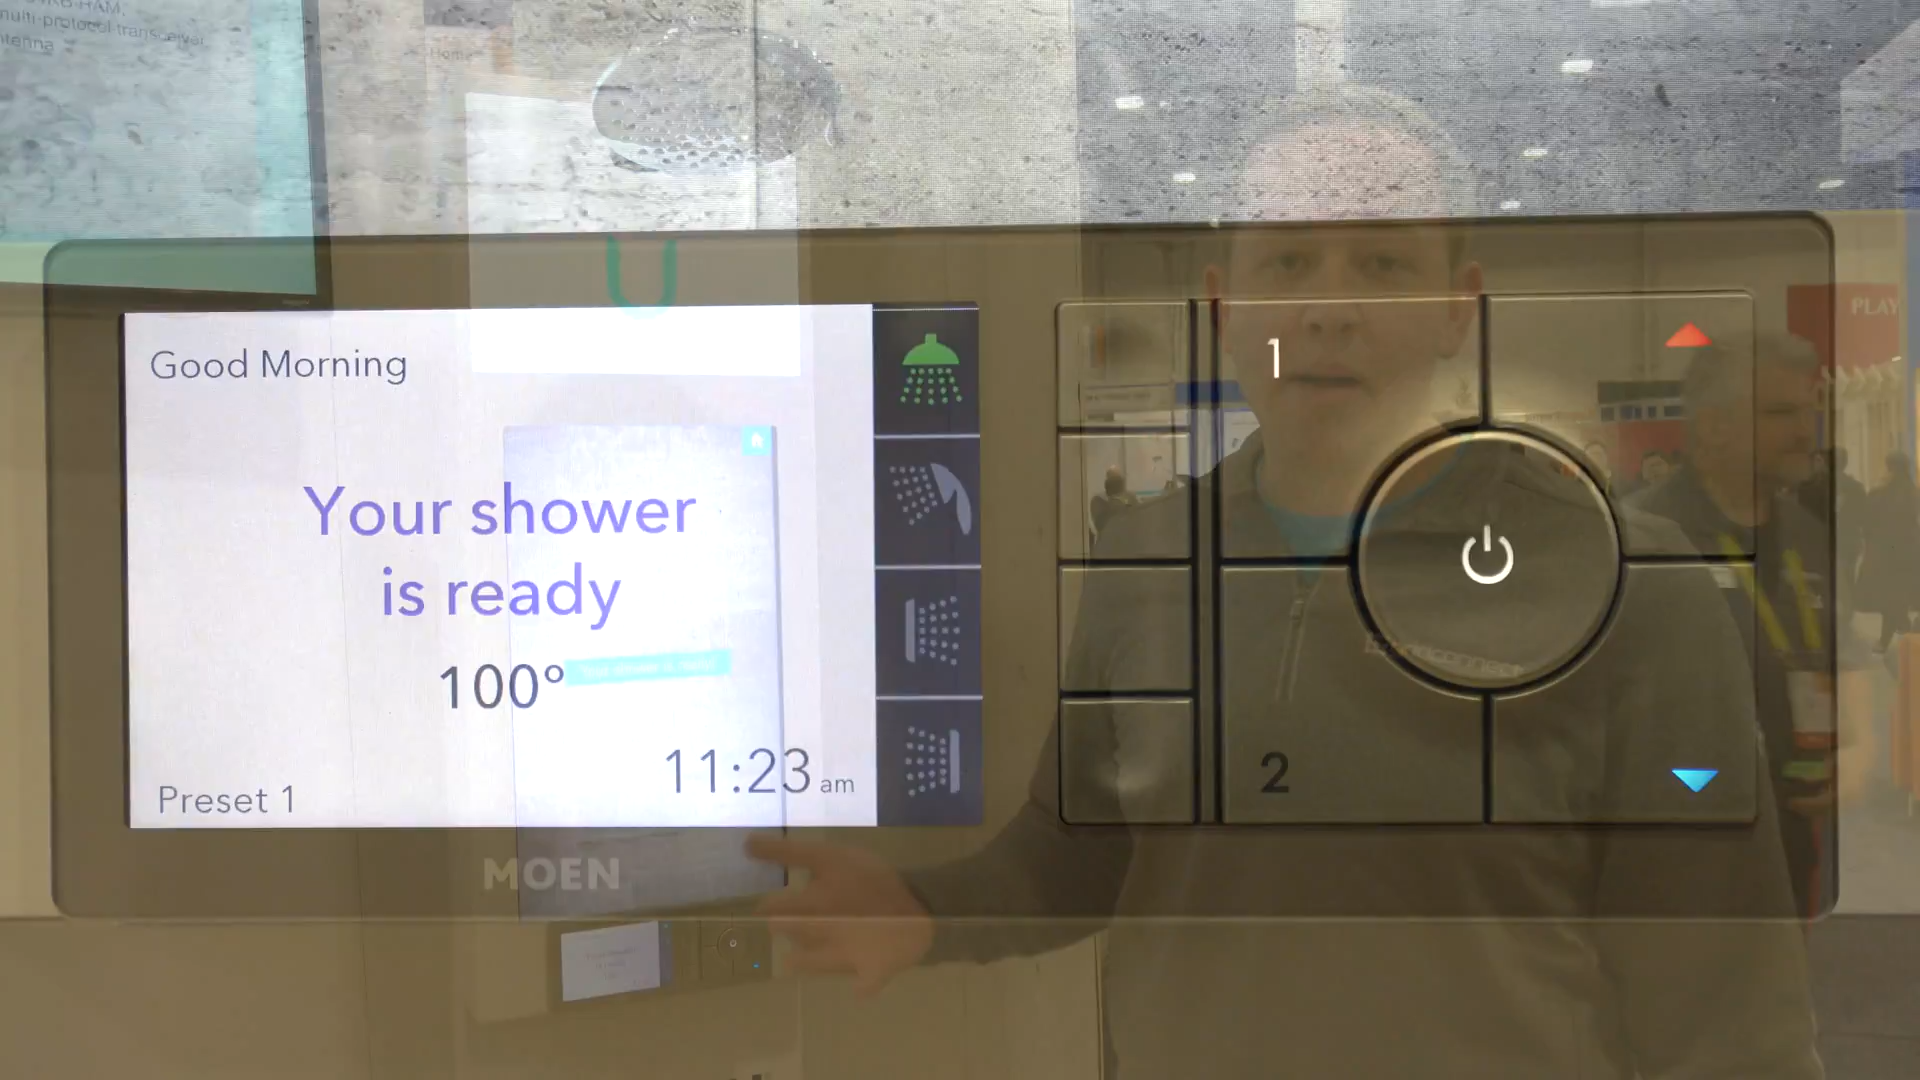 multi-protocol transceiver
Home
U
PLAY
Good Morning
1
Your shower
is ready
100°
11:23 am
Preset 1
2
MOEN